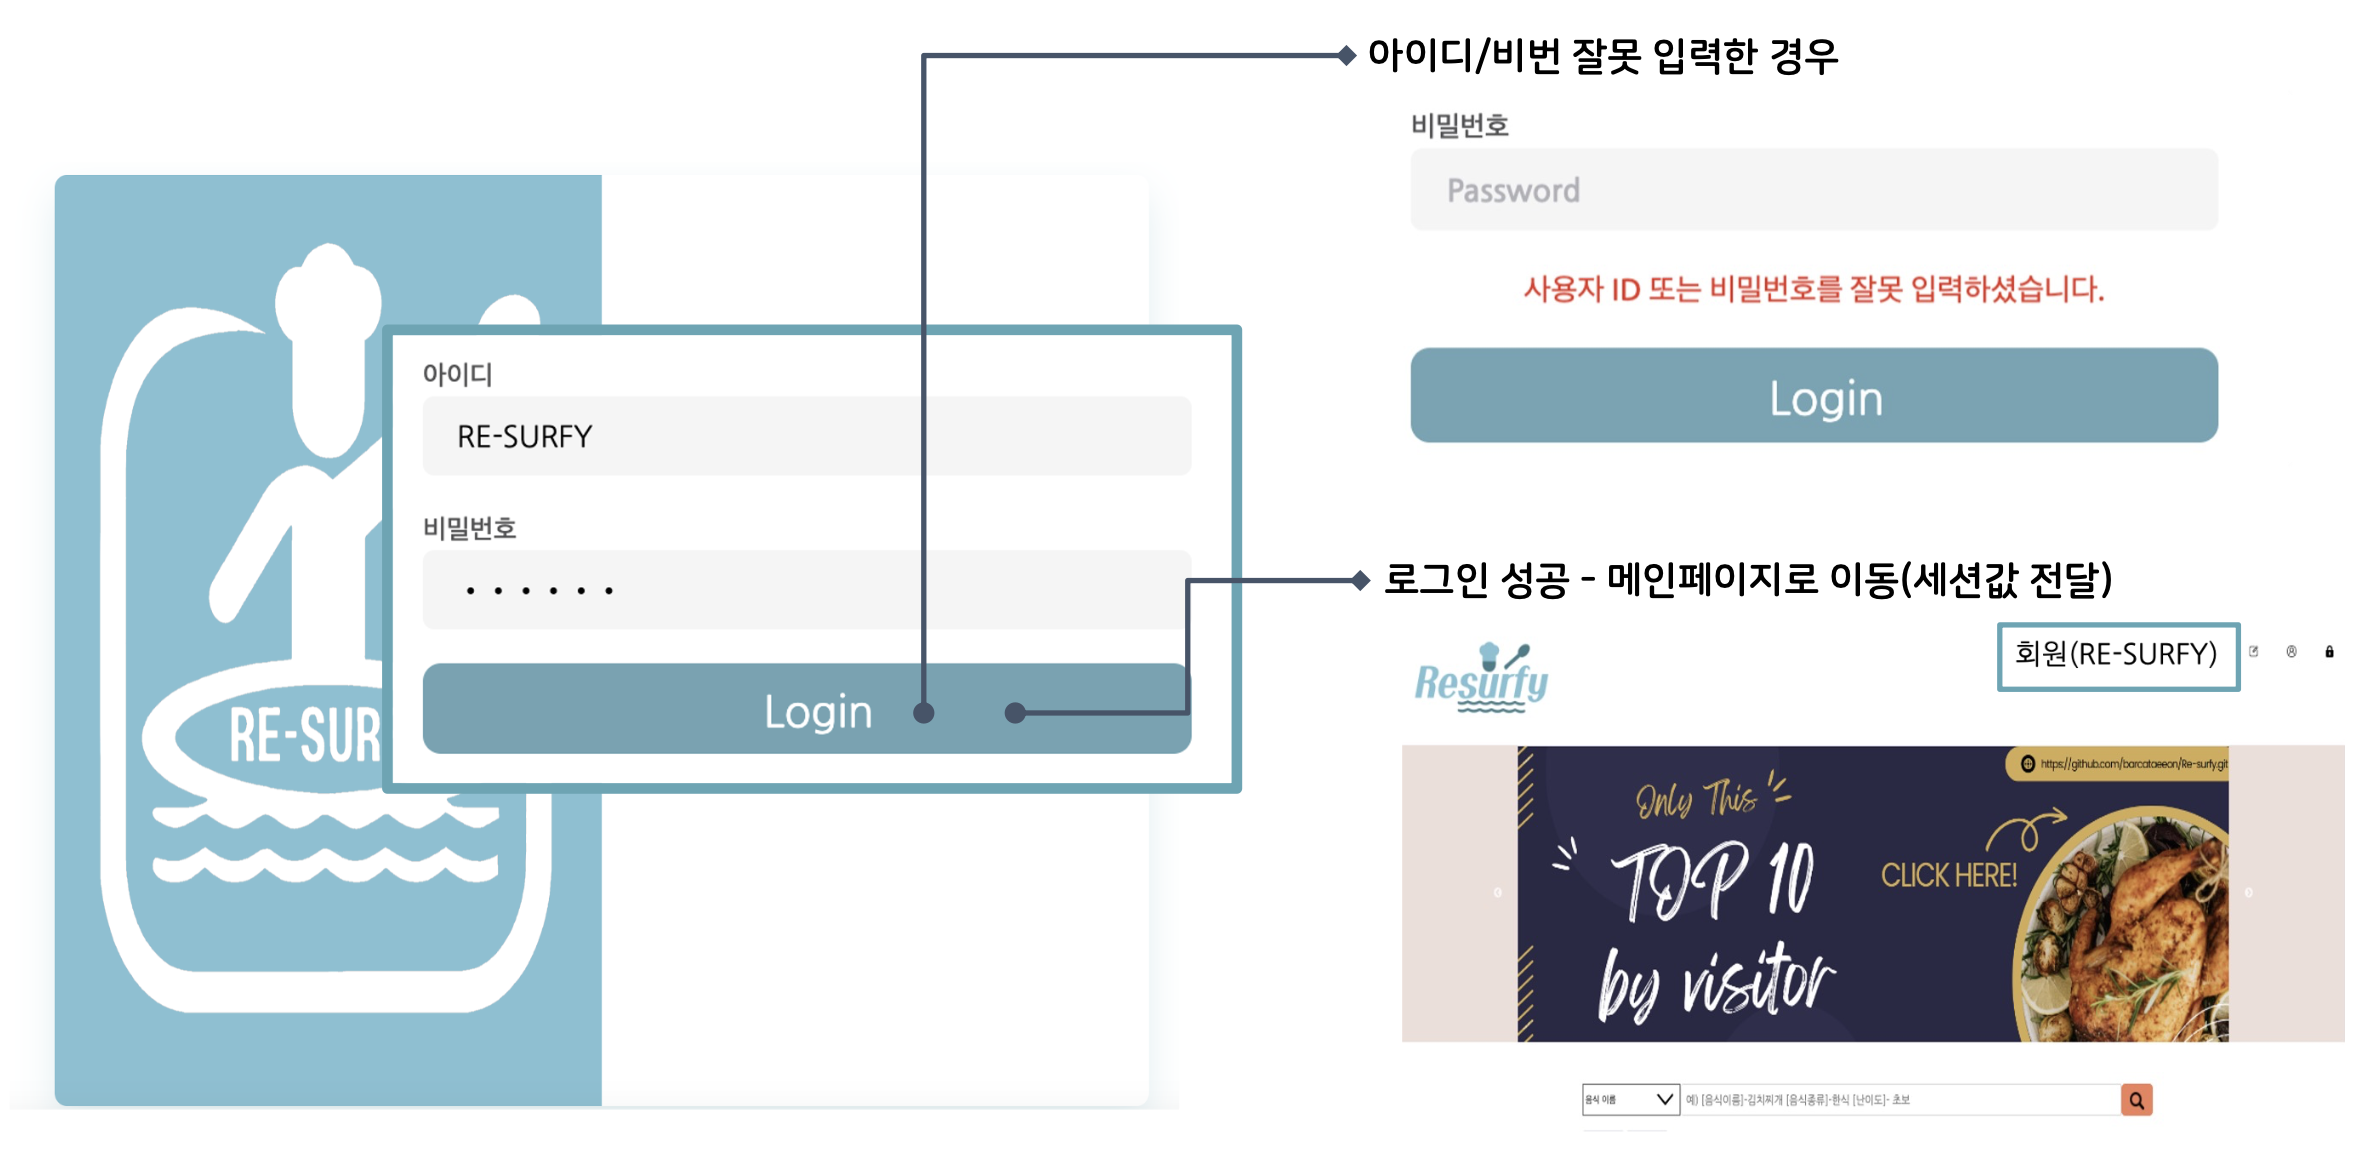 아이디/비번 잘못 입력한 경우
비밀번호
Password
사용자 ID 또는 비밀번호를 잘못 입력하셨습니다.
Login
아이디
RE-SURFY
비밀번호
Login
RE-SUR
로그인 성공 - 메인페이지로 이동(세션값 전달)
Resurfy
회원(RE-SURFY)
https://github.com/barcataeeon/Re-surfy.git
Only This
TOP 10
by visitor
CLICK HERE!
음식 이름
예) [음식이름]-김치찌개 [음식종류]-한식 [난이도]- 초보